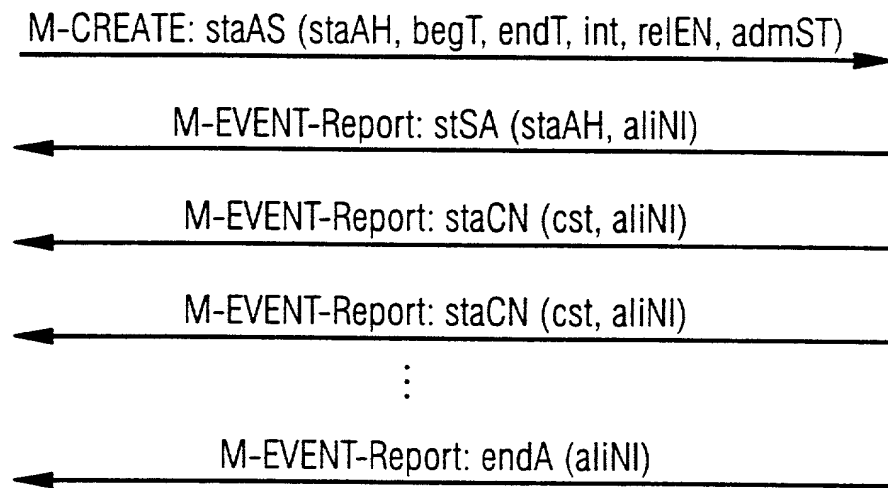 M-CREATE: staAS (staAH, begT, endT, int, relEN, admST)
M-EVENT-Report: stSA (staAH, aliNI)
M-EVENT-Report: staCN (cst, aliNI)
M-EVENT-Report: staCN (cst, aliNI)
⋮
M-EVENT-Report: endA (aliNI)